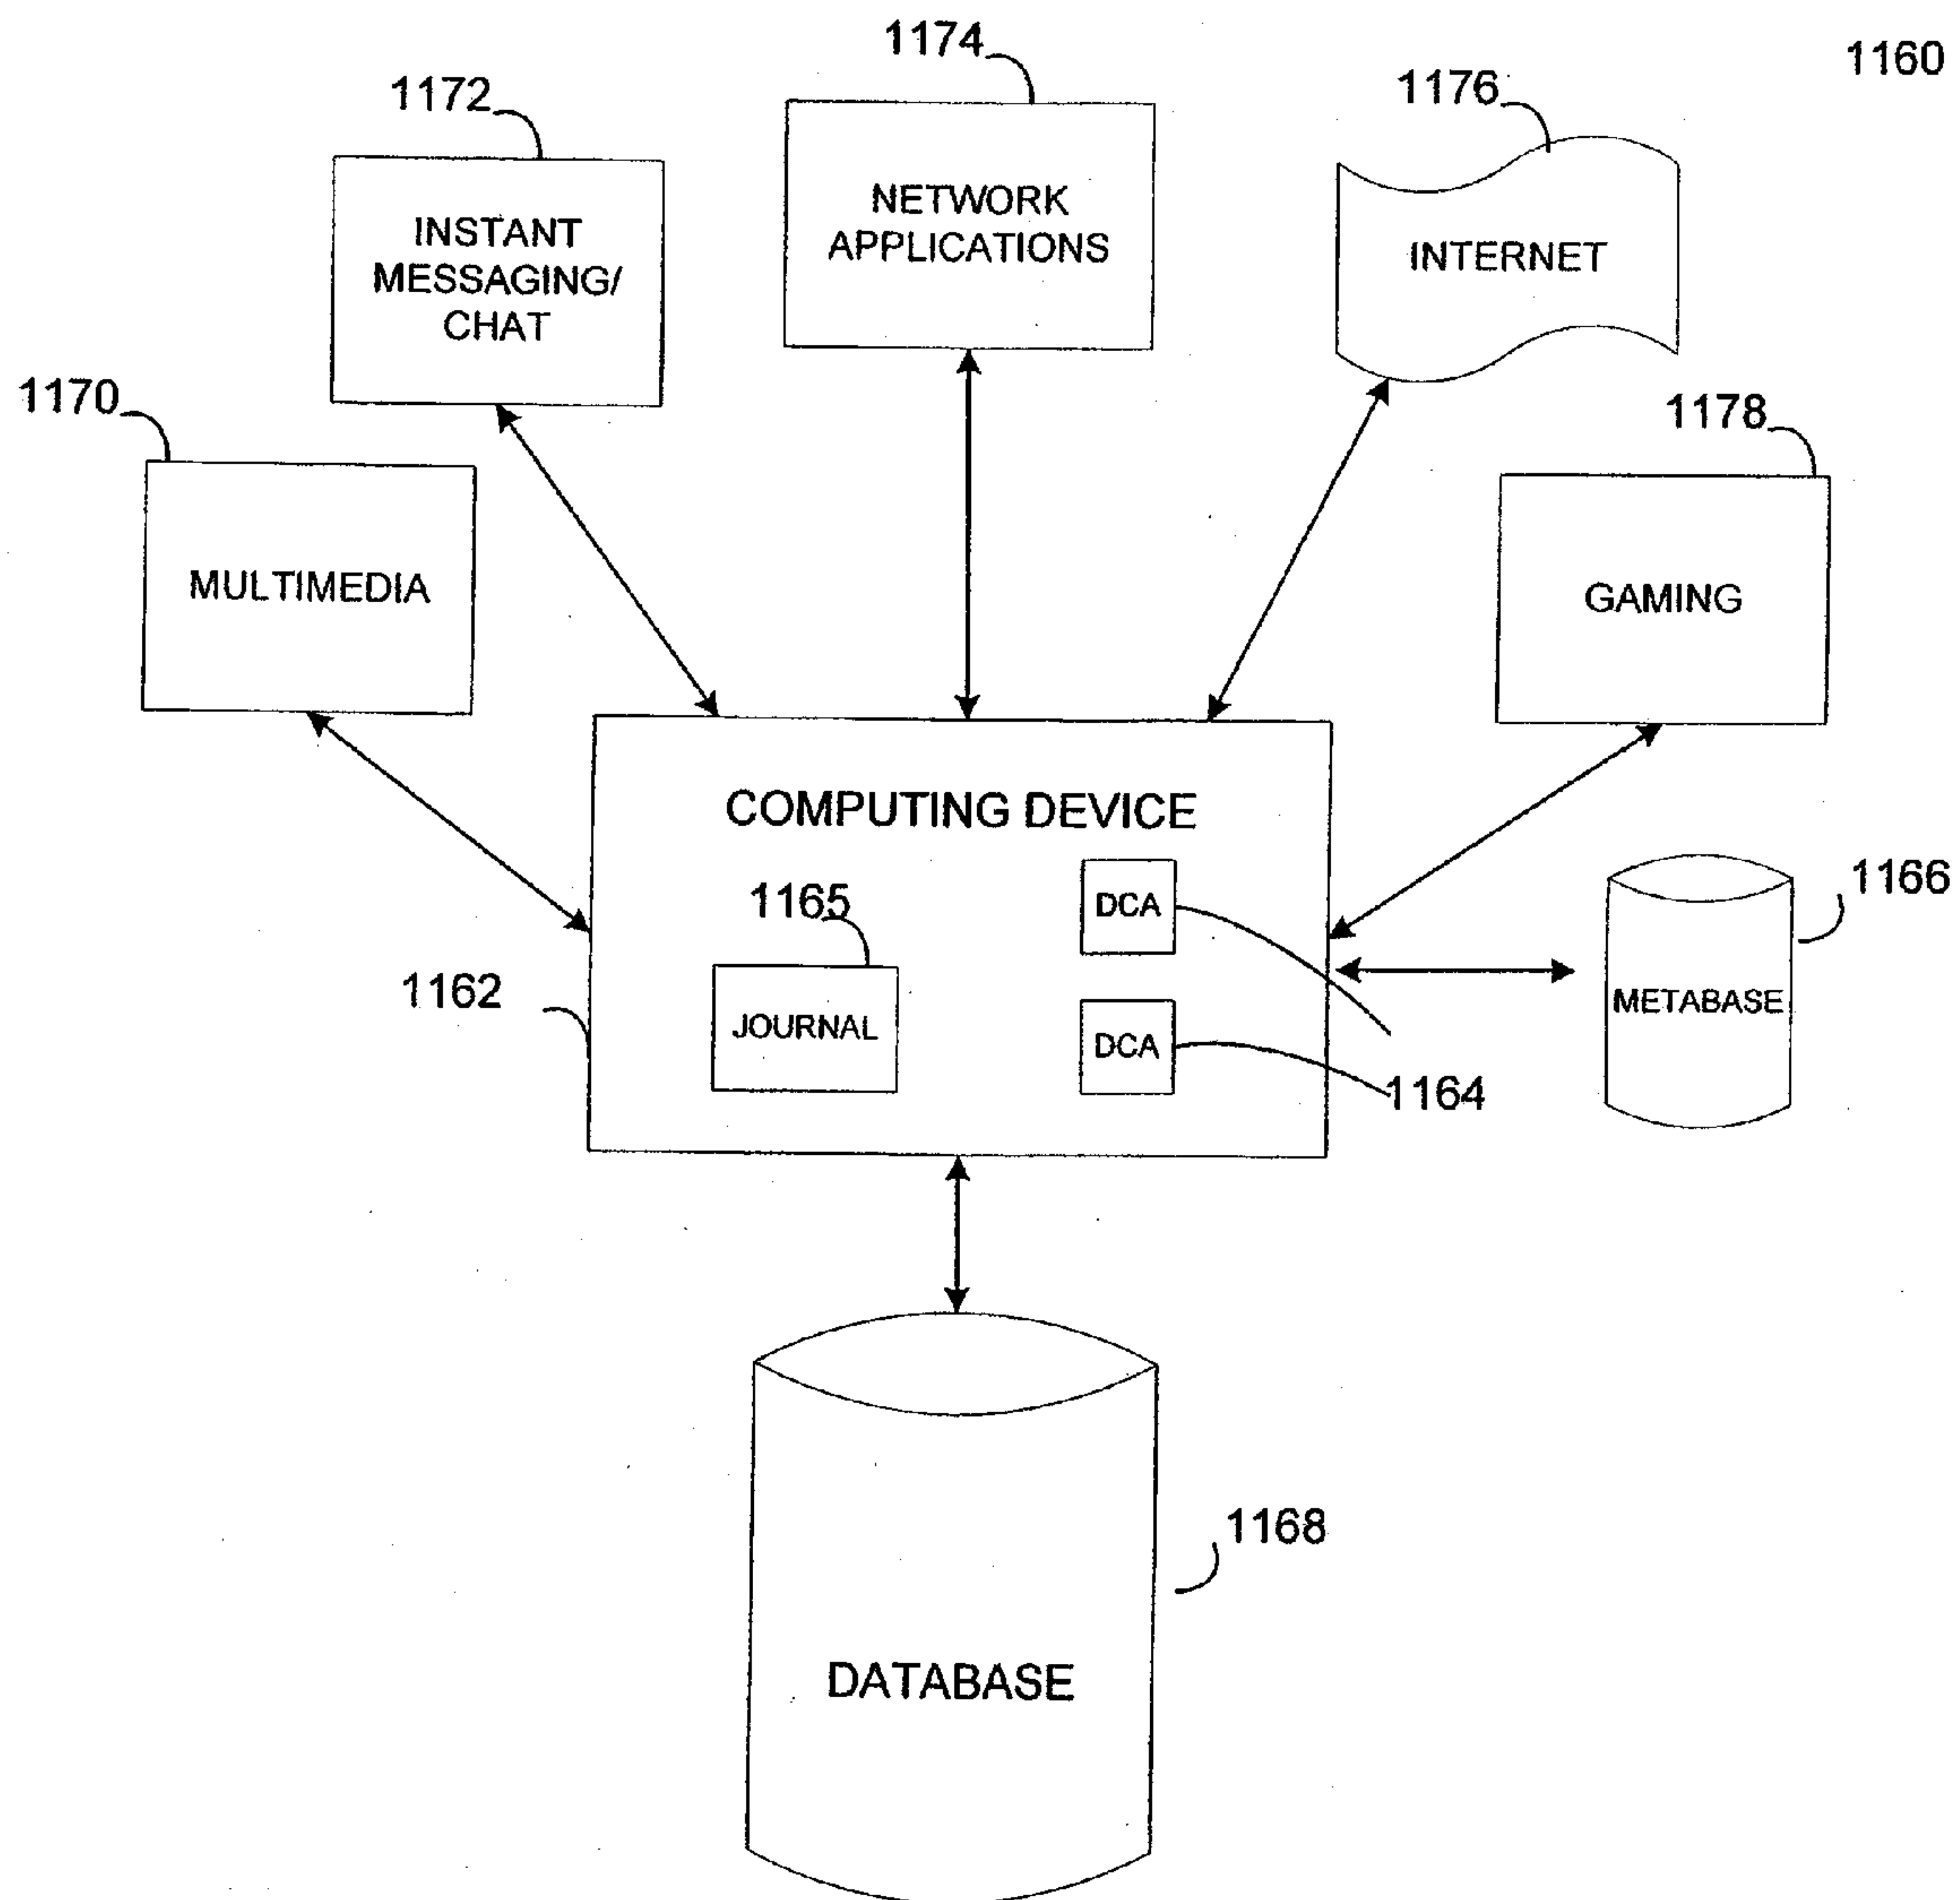 1174
1160
1172
1176
NETWORK
APPLICATIONS
INSTANT
MESSAGING/
CHAT
INTERNET
1170
1178
MULTIMEDIA
GAMING
COMPUTING DEVICE
1165
DCA
1166
1162
JOURNAL
DCA
METABASE
1164
1168
DATABASE